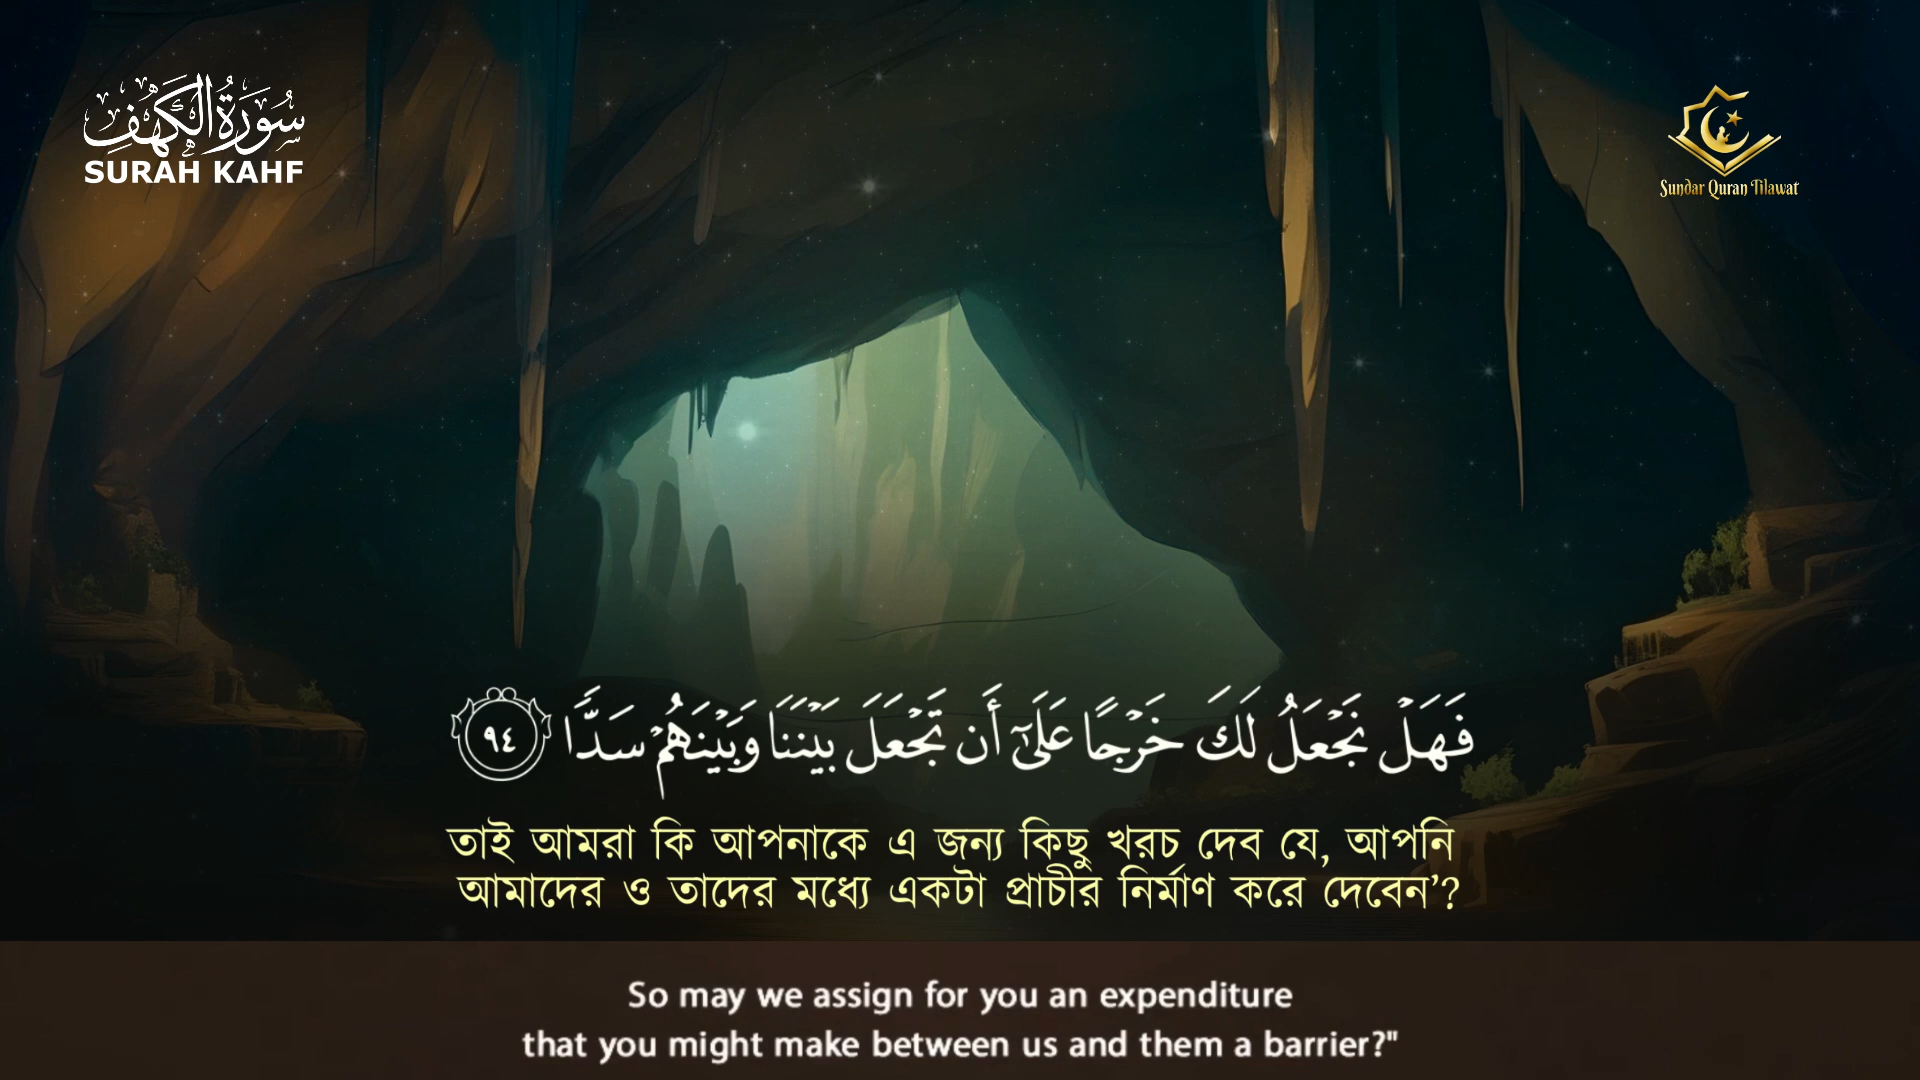 سُورَةُ الْكَهْفِ
SURAH KAHF
Sundar Quran Tilawat
فَهَلْ نَجْعَلُ لَكَ خَرْجًا عَلَىٰٓ أَن تَجْعَلَ بَيْنَنَا وَبَيْنَهُمْ سَدًّا ٩٤
তাই আমরা কি আপনাকে এ জন্য কিছু খরচ দেব যে, আপনি
আমাদের ও তাদের মধ্যে একটা প্রাচীর নির্মাণ করে দেবেন’?
So may we assign for you an expenditure
that you might make between us and them a barrier?"